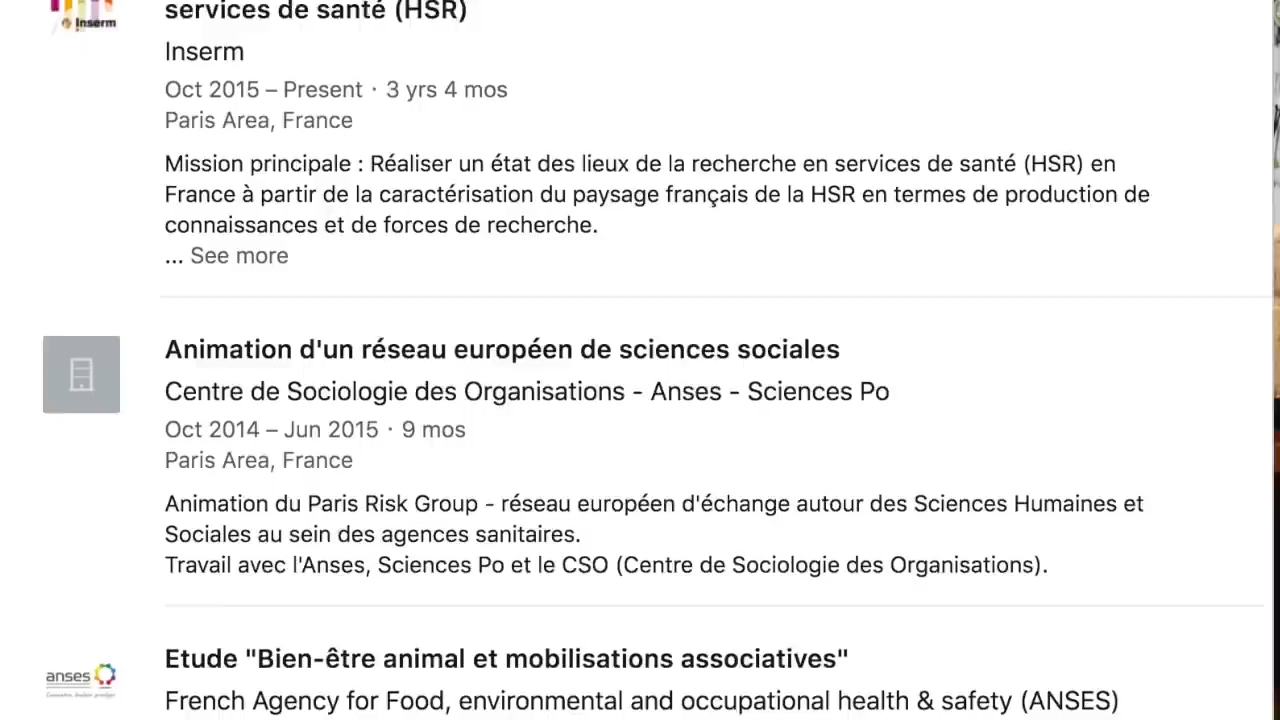 services de santé (HSR)
Inserm
Inserm
Oct 2015 – Present · 3 yrs 4 mos
Paris Area, France
Mission principale : Réaliser un état des lieux de la recherche en services de santé (HSR) en
France à partir de la caractérisation du paysage français de la HSR en termes de production de
connaissances et de forces de recherche.
... See more
Animation d'un réseau européen de sciences sociales
Centre de Sociologie des Organisations - Anses - Sciences Po
Oct 2014 – Jun 2015 · 9 mos
Paris Area, France
Animation du Paris Risk Group - réseau européen d'échange autour des Sciences Humaines et
Sociales au sein des agences sanitaires.
Travail avec l'Anses, Sciences Po et le CSO (Centre de Sociologie des Organisations).
Etude "Bien-être animal et mobilisations associatives"
anses
French Agency for Food, environmental and occupational health & safety (ANSES)